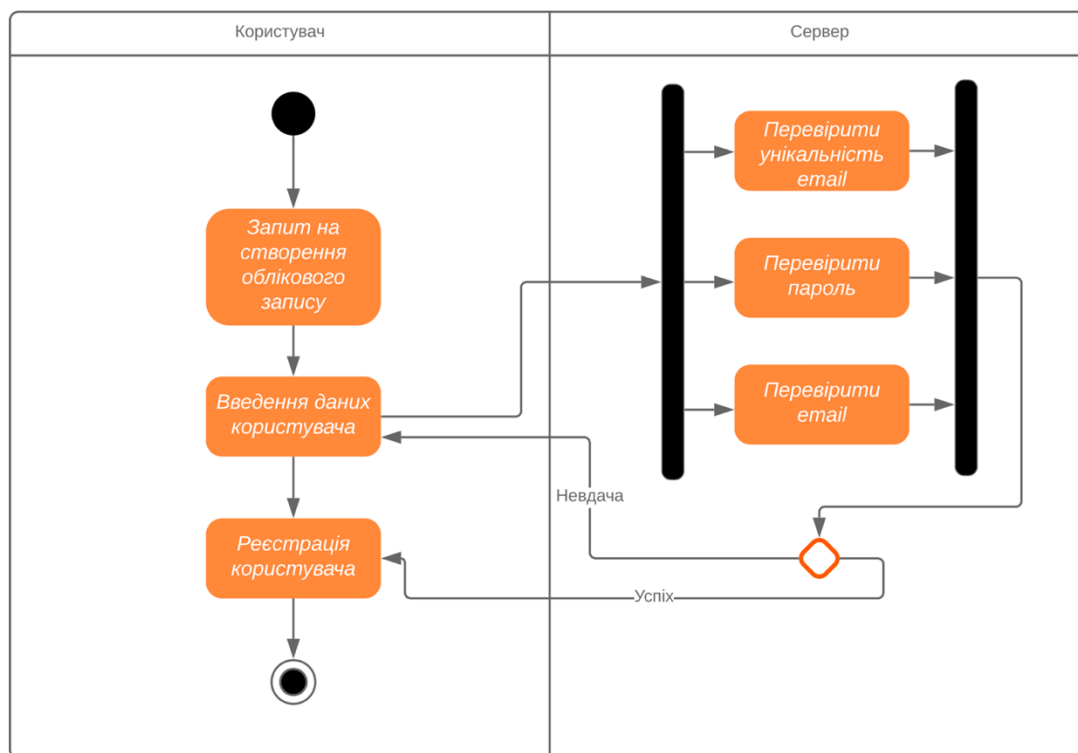 Користувач
Сервер
Запит на
створення
облікового
запису
Введення даних
користувача
Реєстрація
користувача
Перевірити
унікальність
email
Перевірити
пароль
Перевірити
email
Невдача
Успіх